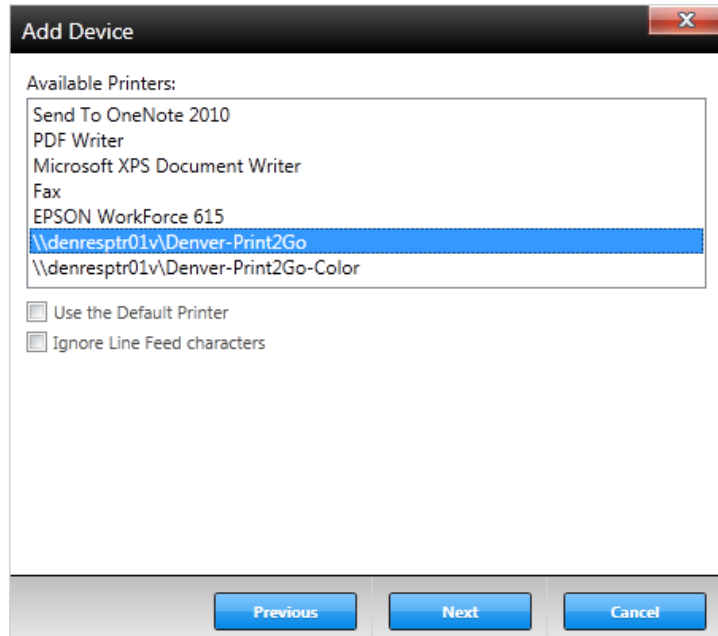 Add Device
Available Printers:
Send To OneNote 2010
PDF Writer
Microsoft XPS Document Writer
Fax
EPSON WorkForce 615
\\denresptr01v\Denver-Print2Go
\\denresptr01v\Denver-Print2Go-Color
Use the Default Printer
Ignore Line Feed characters
Previous Next Cancel